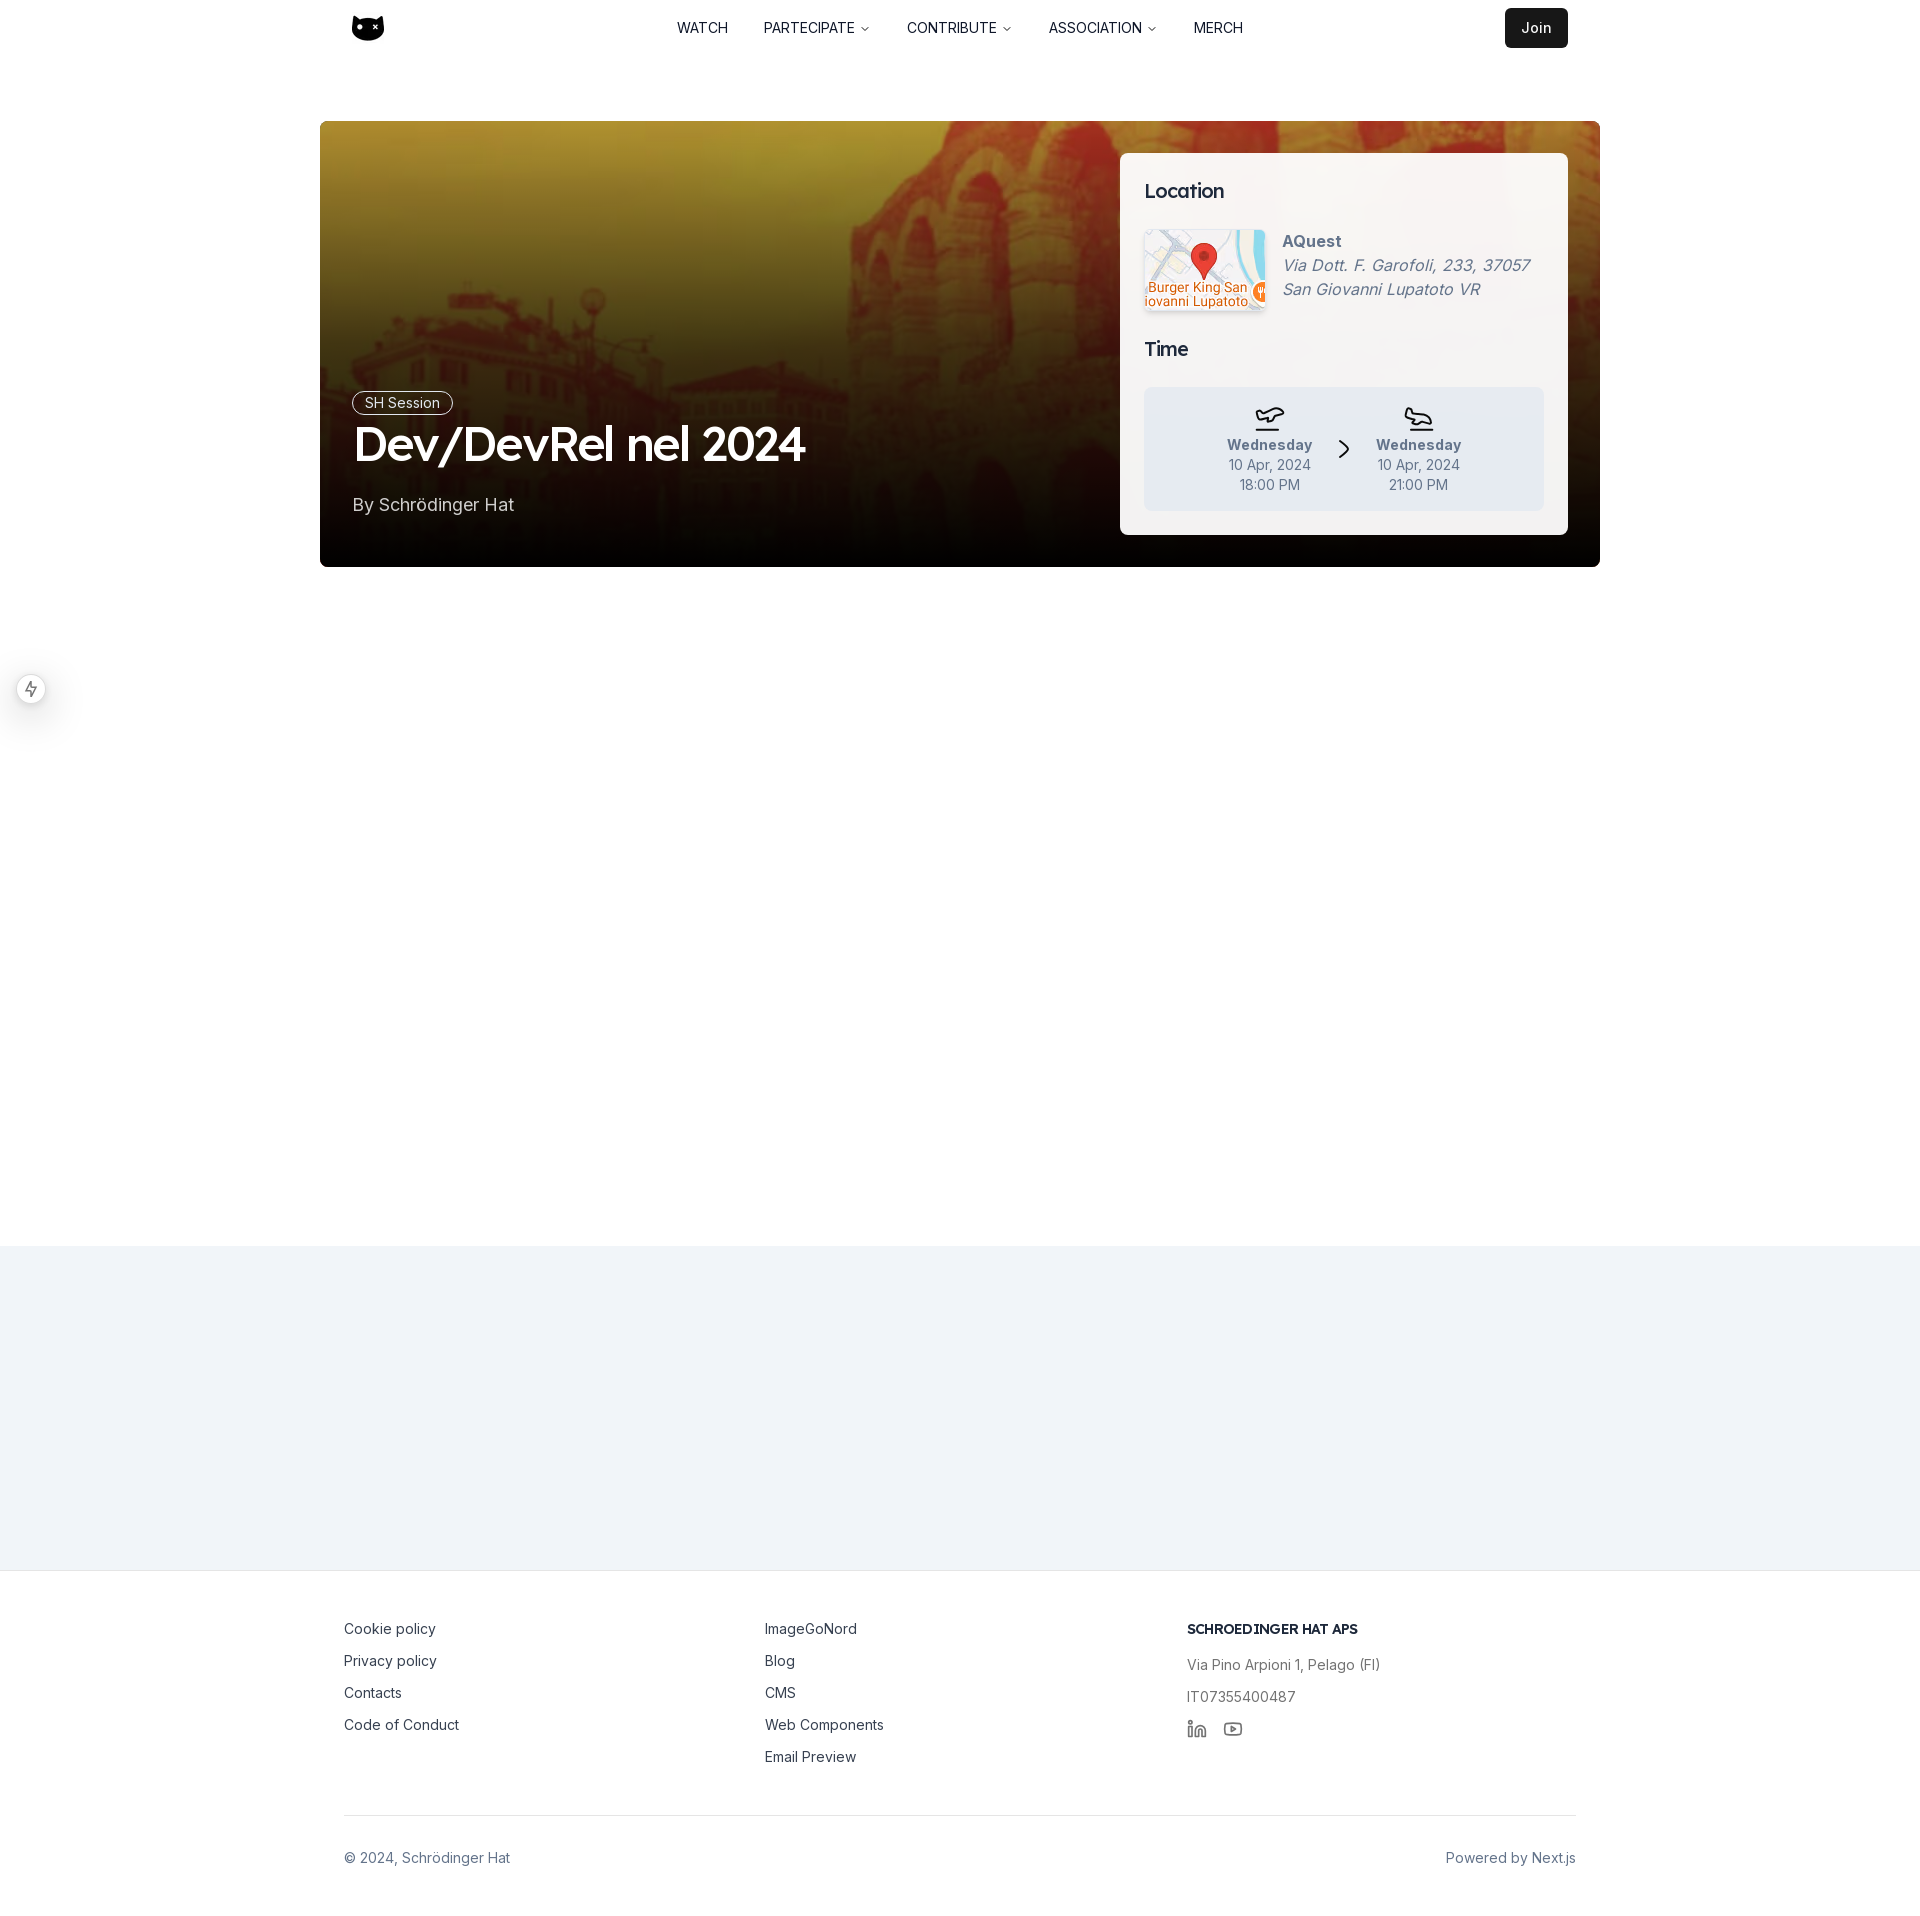 WATCH
PARTECIPATE
CONTRIBUTE
ASSOCIATION
MERCH
Join
SH Session
Dev/DevRel nel 2024
By Schrödinger Hat
Location
Burger King San
iovanni Lupatoto
AQuest
Via Dott. F. Garofoli, 233, 37057
San Giovanni Lupatoto VR
Time
Wednesday
10 Apr, 2024
18:00 PM
Wednesday
10 Apr, 2024
21:00 PM
Cookie policy
Privacy policy
Contacts
Code of Conduct
ImageGoNord
Blog
CMS
Web Components
Email Preview
SCHROEDINGER HAT APS
Via Pino Arpioni 1, Pelago (FI)
IT07355400487
© 2024, Schrödinger Hat
Powered by Next.js